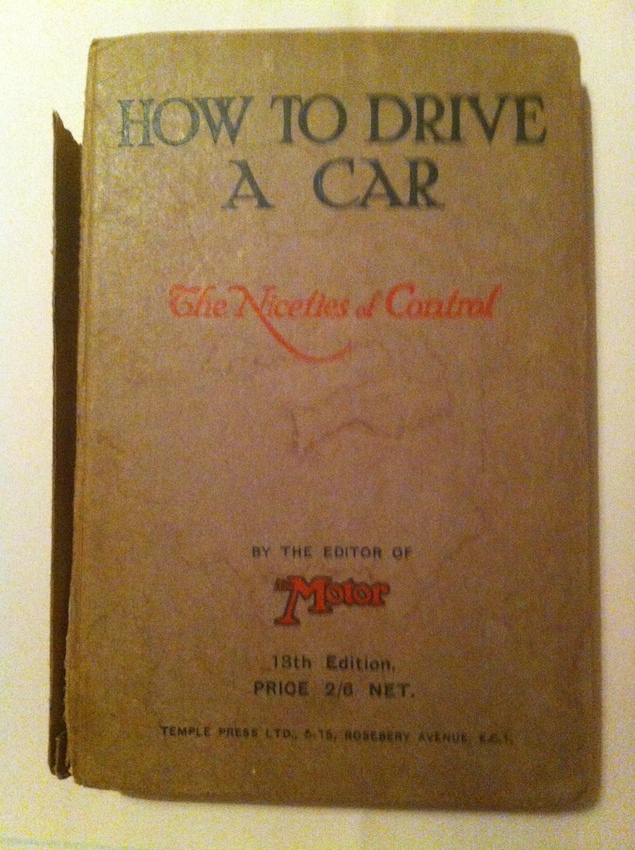 HOW TO DRIVE
A CAR
The Niceties of Control
BY THE EDITOR OF
THE Motor
13th Edition.
PRICE 2/6 NET.
TEMPLE PRESS LTD., 5-15, ROSEBERY AVENUE, E.C.1.